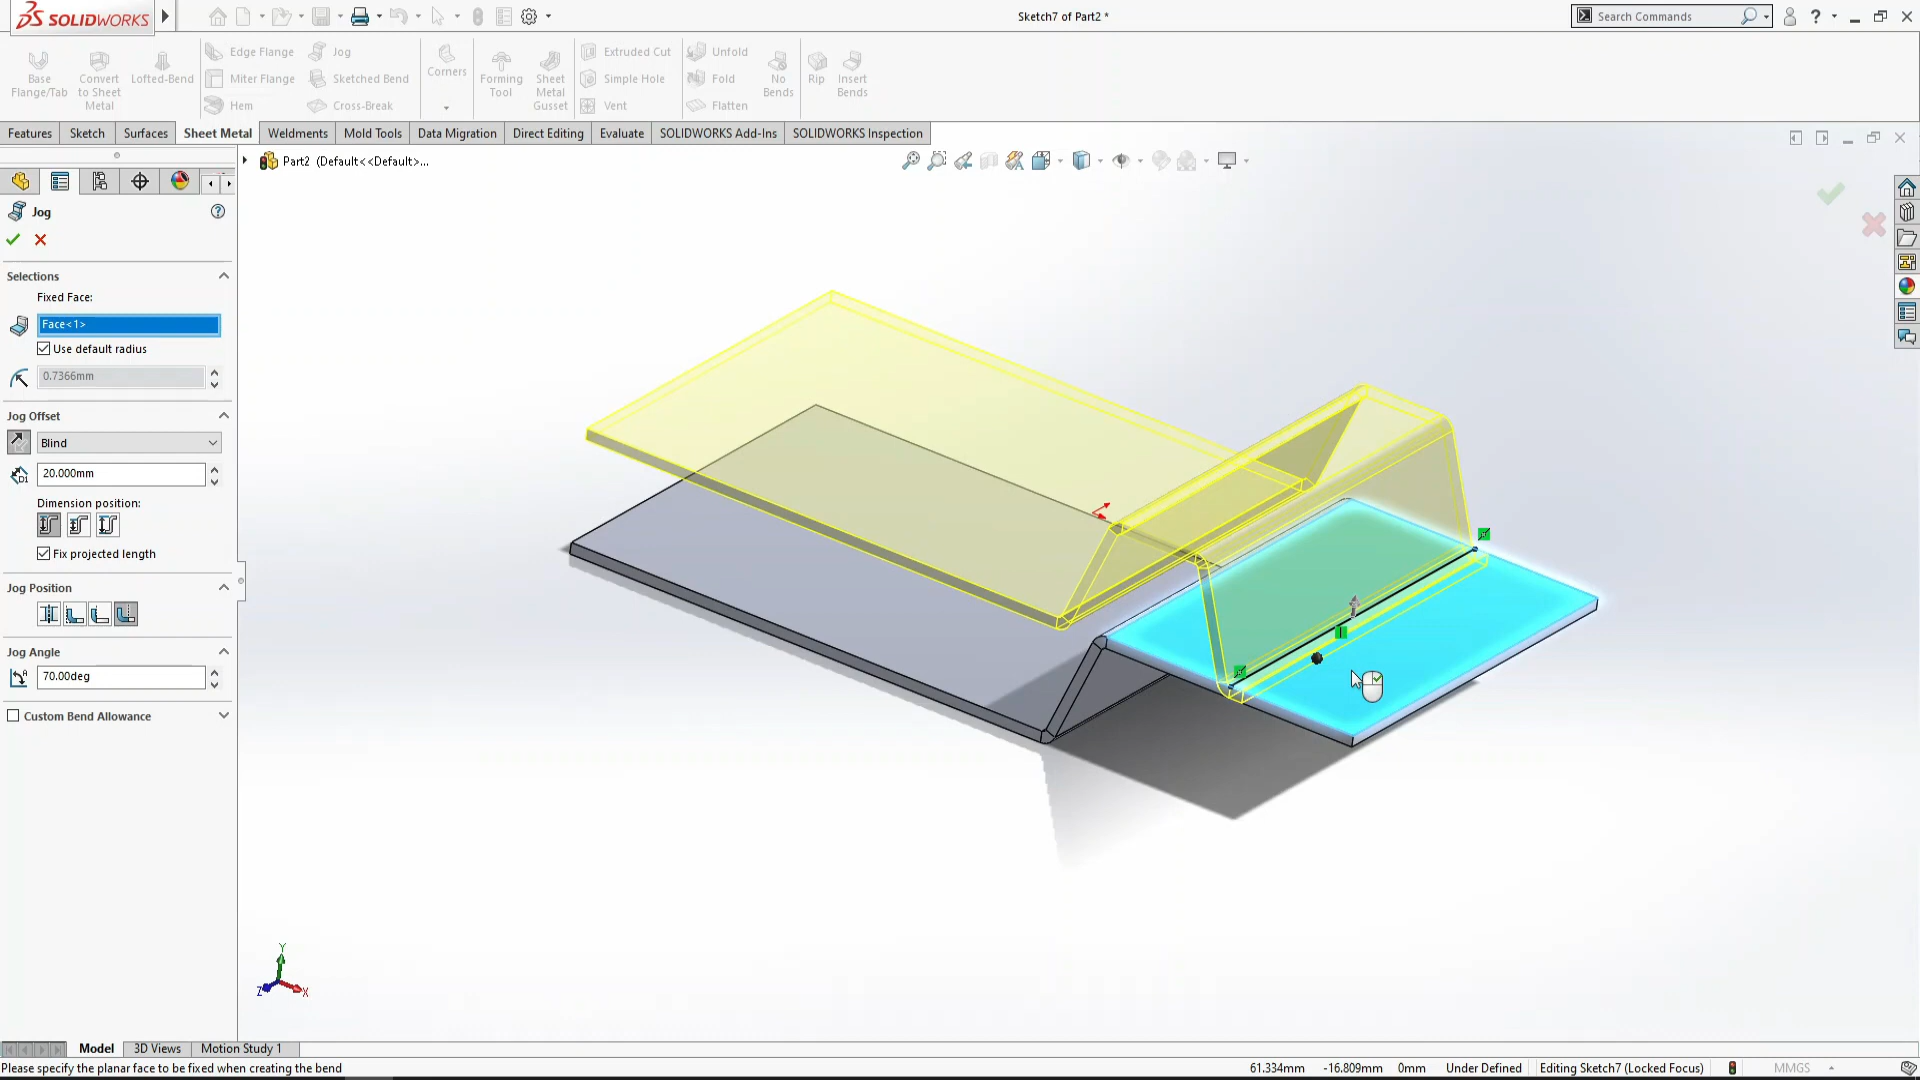 SOLIDWORKS
Sketch7 of Part2 *
Search Commands
Base Flange/Tab
Convert to Sheet Metal
Lofted-Bend
Edge Flange
Miter Flange
Hem
Jog
Sketched Bend
Cross-Break
Corners
Forming Tool
Sheet Metal Gusset
Extruded Cut
Simple Hole
Vent
Unfold
Fold
Flatten
No Bends
Rip
Insert Bends
Features
Sketch
Surfaces
Sheet Metal
Weldments
Mold Tools
Data Migration
Direct Editing
Evaluate
SOLIDWORKS Add-Ins
SOLIDWORKS Inspection
Part2 (Default<<Default>...
Jog
Selections
Fixed Face:
Face<1>
Use default radius
0.7366mm
Jog Offset
Blind
20.000mm
Dimension position:
Fix projected length
Jog Position
Jog Angle
70.00deg
Custom Bend Allowance
Y
Z
X
Model
3D Views
Motion Study 1
Please specify the planar face to be fixed when creating the bend
61.334mm
-16.809mm
0mm
Under Defined
Editing Sketch7 (Locked Focus)
MMGS